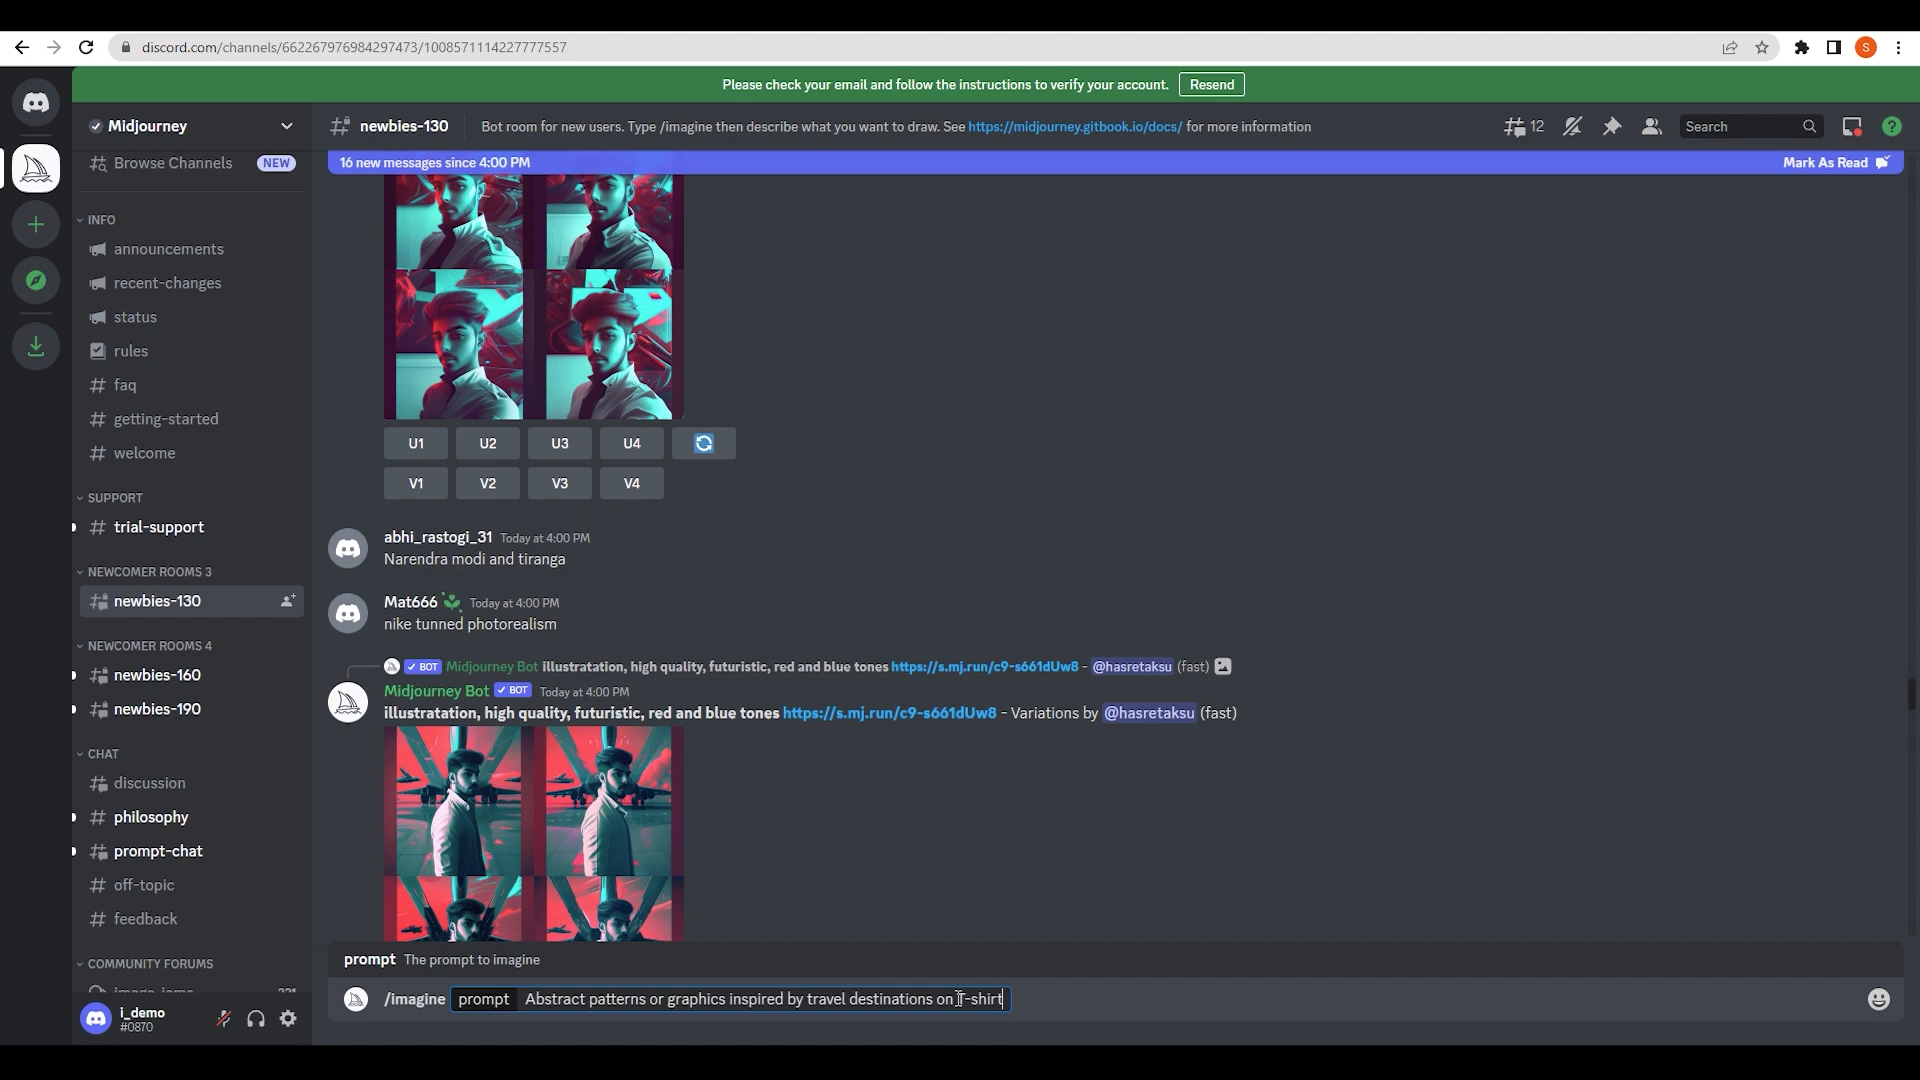 discord.com/channels/662267976984297473/1008571114227777557
S
Please check your email and follow the instructions to verify your account. Resend
Midjourney
newbies-130 Bot room for new users. Type /imagine then describe what you want to draw. See https://midjourney.gitbook.io/docs/ for more information
12
Search
Browse Channels NEW
16 new messages since 4:00 PM Mark As Read
INFO
announcements
recent-changes
status
rules
faq
getting-started
welcome
SUPPORT
trial-support
NEWCOMER ROOMS 3
newbies-130
NEWCOMER ROOMS 4
newbies-160
newbies-190
CHAT
discussion
philosophy
prompt-chat
off-topic
feedback
COMMUNITY FORUMS
i_demo
#0870
U1 U2 U3 U4
V1 V2 V3 V4
abhi_rastogi_31 Today at 4:00 PM
Narendra modi and tiranga
Mat666 Today at 4:00 PM
nike tunned photorealism
BOT Midjourney Bot illustratation, high quality, futuristic, red and blue tones https://s.mj.run/c9-s661dUw8 - @hasretaksu (fast)
Midjourney Bot BOT Today at 4:00 PM
illustratation, high quality, futuristic, red and blue tones https://s.mj.run/c9-s661dUw8 - Variations by @hasretaksu (fast)
prompt The prompt to imagine
/imagine prompt Abstract patterns or graphics inspired by travel destinations on T-shirt